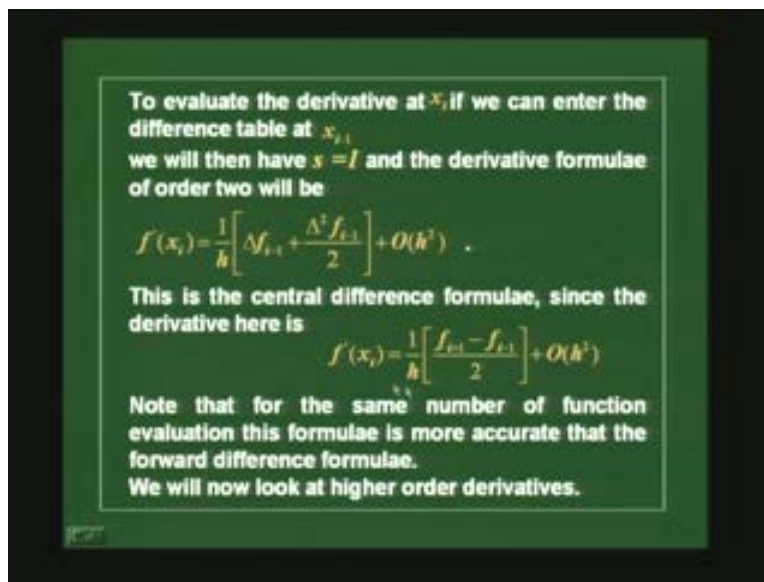 To evaluate the derivative at xᵢ if we can enter the
difference table at xᵢ₋₁
we will then have s =1 and the derivative formulae
of order two will be
f'(xᵢ)= 1/h [Δfᵢ₋₁ + Δ²fᵢ₋₁/2] + O(h²) .
This is the central difference formulae, since the
derivative here is
f'(xᵢ)= 1/h [(fᵢ₊₁ − fᵢ₋₁)/2] + O(h²)
Note that for the same number of function
evaluation this formulae is more accurate that the
forward difference formulae.
We will now look at higher order derivatives.